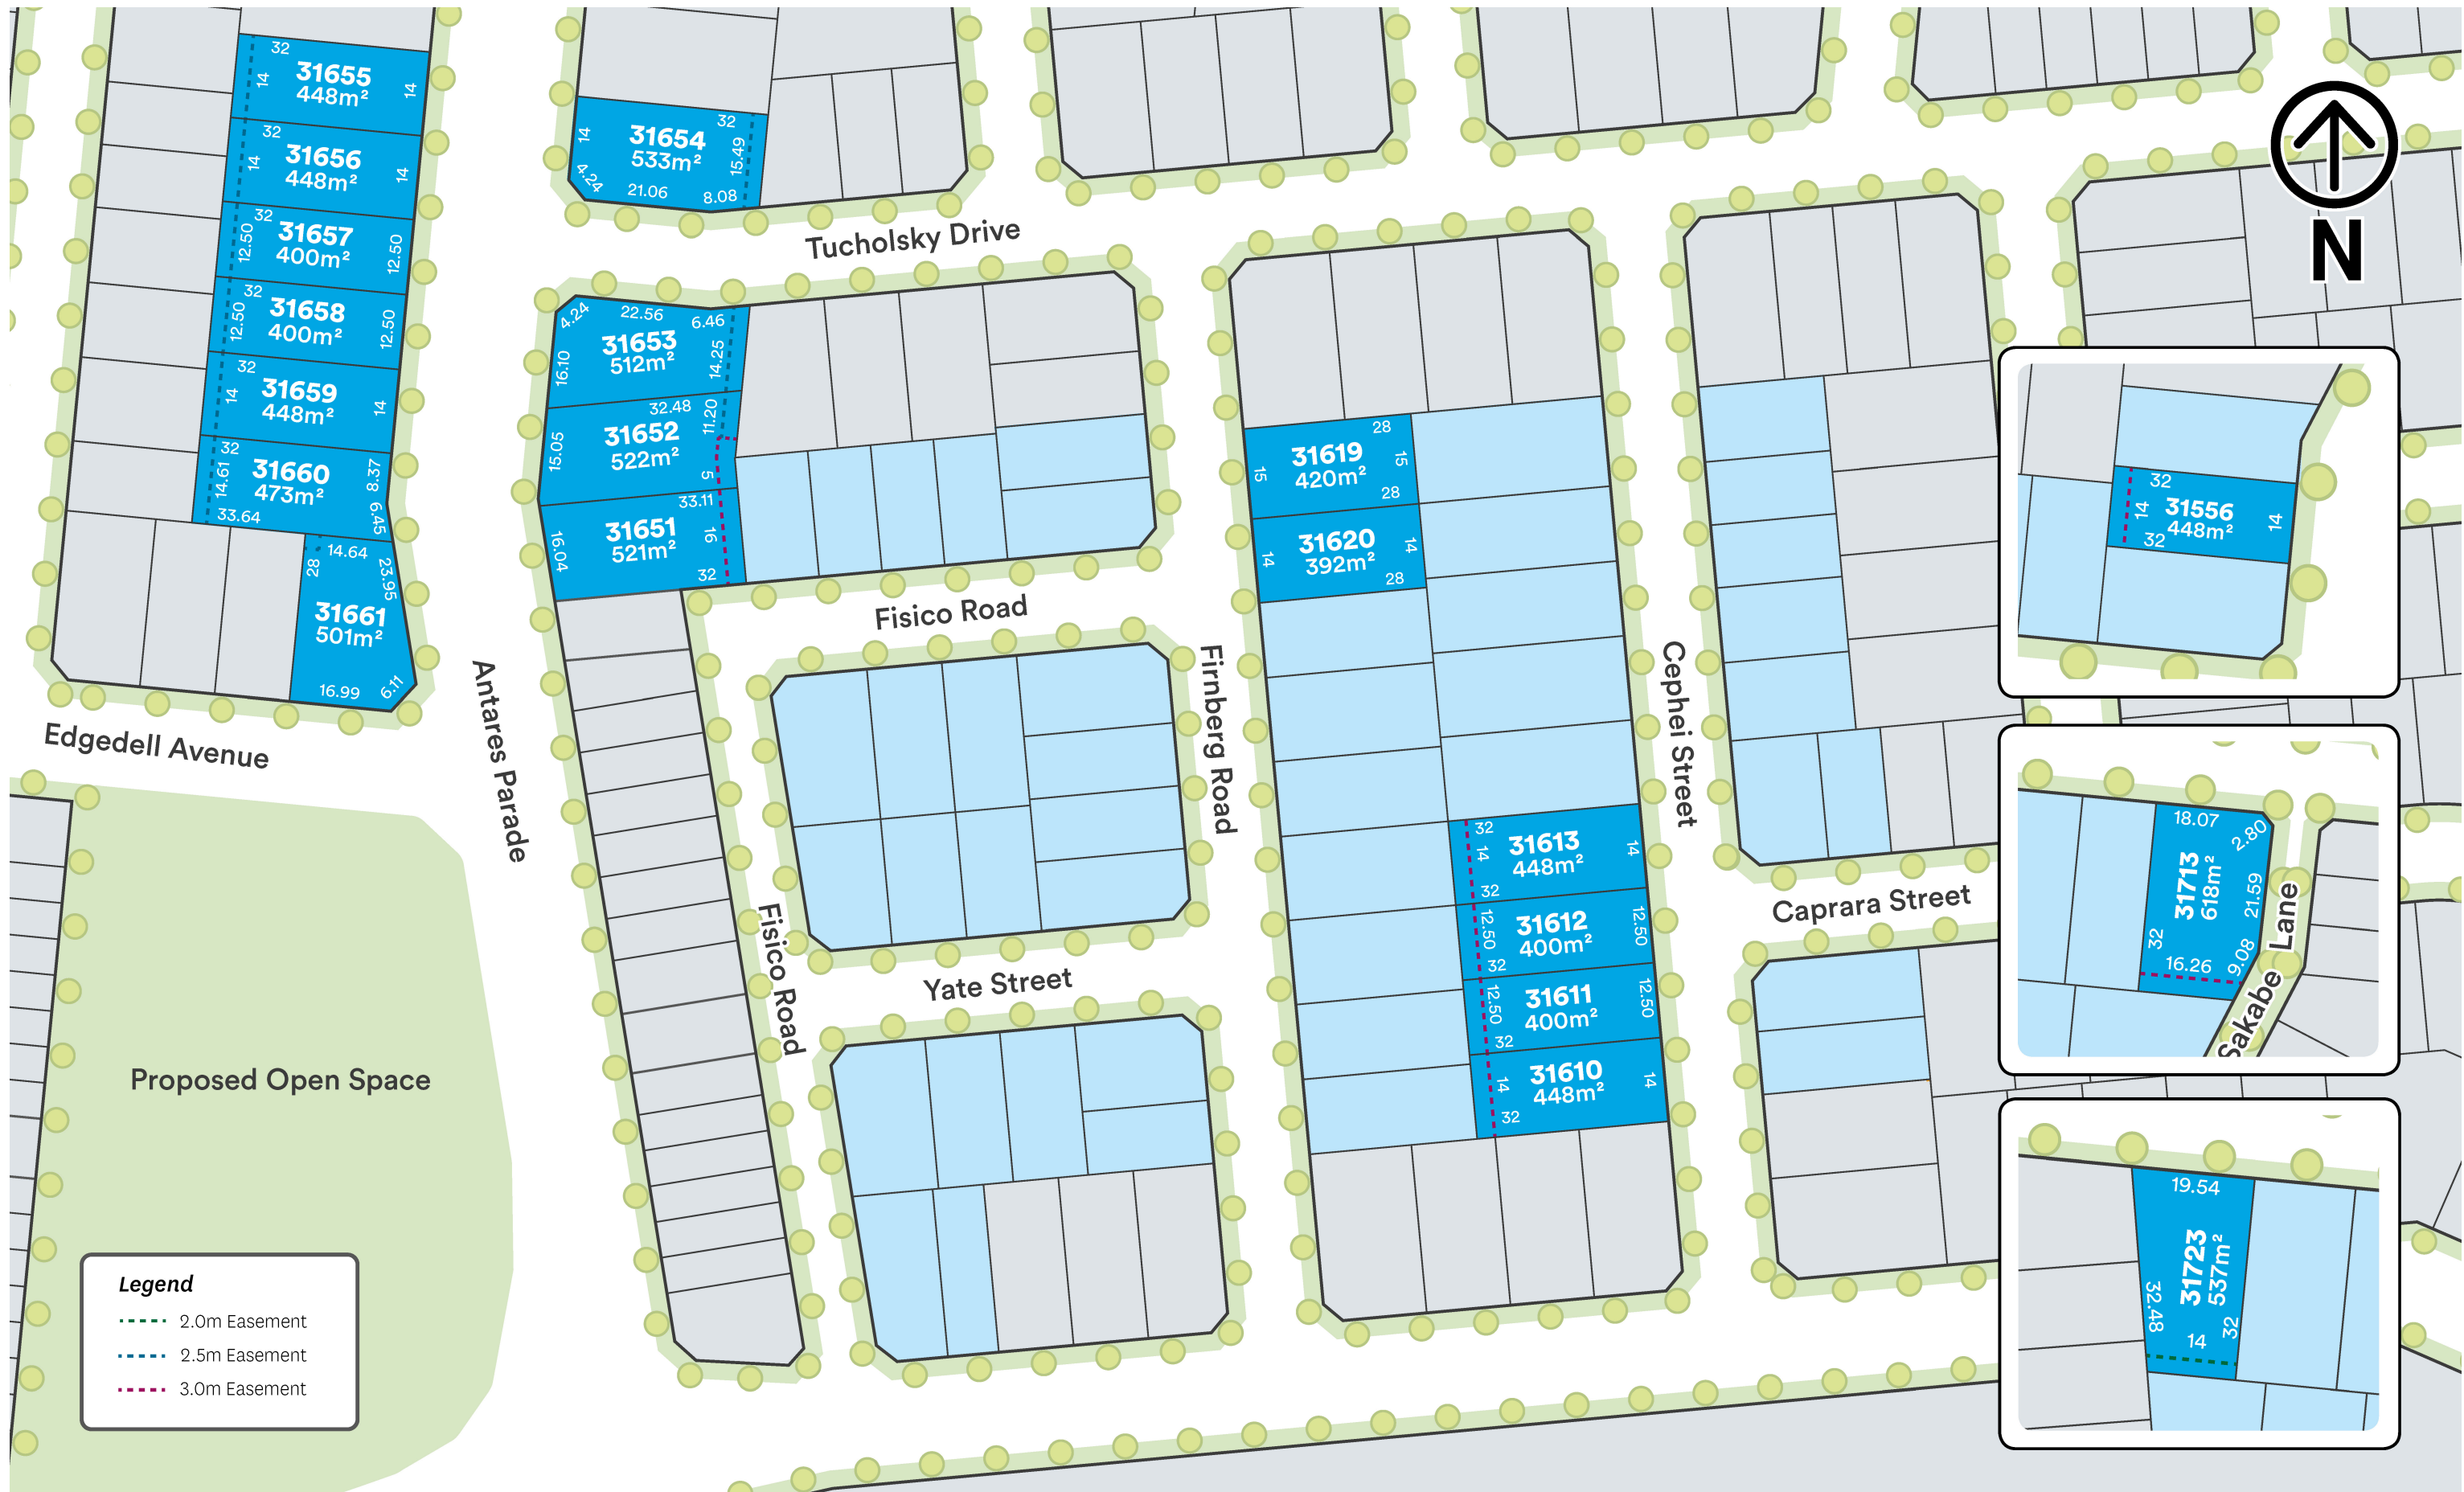 32
31655
448m²
14
14
32
31656
448m²
14
14
32
31657
400m²
12.50
12.50
32
31658
400m²
12.50
12.50
32
31659
448m²
14
14
32
31660
473m²
14.61
8.37
6.45
33.64
14.64
28
23.95
31661
501m²
16.99
6.11
32
31654
533m²
14
15.49
4.24
21.06
8.08
Tucholsky Drive
4.24
22.56
6.46
31653
512m²
16.10
14.25
32.48
11.20
31652
522m²
15.05
5
33.11
31651
521m²
16.04
16
32
Fisico Road
28
31619
420m²
15
15
28
31620
392m²
14
14
28
32
31613
448m²
14
14
32
31612
400m²
12.50
12.50
32
31611
400m²
12.50
12.50
32
31610
448m²
14
14
32
N
32
31556
448m²
14
14
32
18.07
2.80
31713
618m²
21.59
32
16.26
9.08
Sakabe Lane
19.54
31723
537m²
32.48
32
14
Edgedell Avenue
Antares Parade
Firnberg Road
Cephei Street
Caprara Street
Fisico Road
Yate Street
Proposed Open Space
Legend
2.0m Easement
2.5m Easement
3.0m Easement